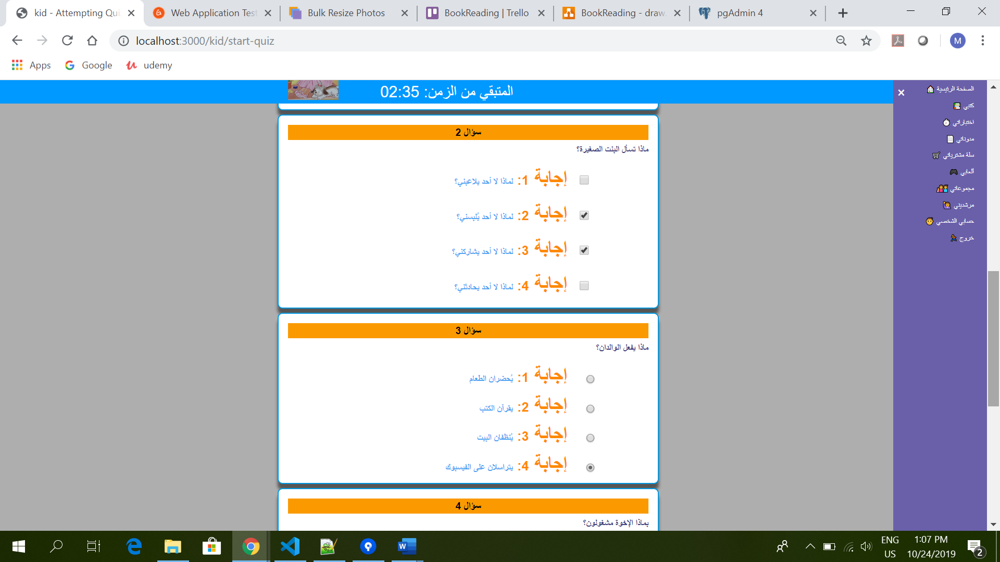 kid - Attempting Qui
Web Application Test
Bulk Resize Photos
BookReading | Trello
BookReading - draw.
pgAdmin 4
localhost:3000/kid/start-quiz
M
Apps
Google
udemy
المتبقي من الزمن: 02:35
الصفحة الرئيسية
كتبي
اختباراتي
مدوناتي
سلة مشترياتي
ألعابي
مجموعاتي
مرشديني
حسابي الشخصي
خروج
سؤال 2
ماذا تسأل البنت الصغيرة؟
إجابة 1: لماذا لا أحد يلاعبني؟
إجابة 2: لماذا لا أحد يُلبسني؟
إجابة 3: لماذا لا أحد يشاركني؟
إجابة 4: لماذا لا أحد يحادثني؟
سؤال 3
ماذا يفعل الوالدان؟
إجابة 1: يُحضران الطعام
إجابة 2: يقرآن الكتب
إجابة 3: يُنظفان البيت
إجابة 4: يتراسلان على الفيسبوك
سؤال 4
بماذا الإخوة مشغولون؟
ENG
US
1:07 PM
10/24/2019
2